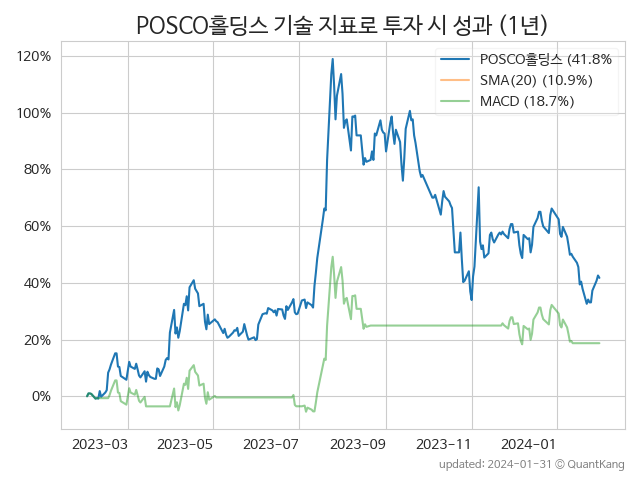 POSCO홀딩스 기술 지표로 투자 시 성과 (1년)
POSCO홀딩스 (41.8%
SMA(20) (10.9%)
MACD (18.7%)
120%
100%
80%
60%
40%
20%
0%
2023-03 2023-05 2023-07 2023-09 2023-11 2024-01
updated: 2024-01-31 © QuantKang